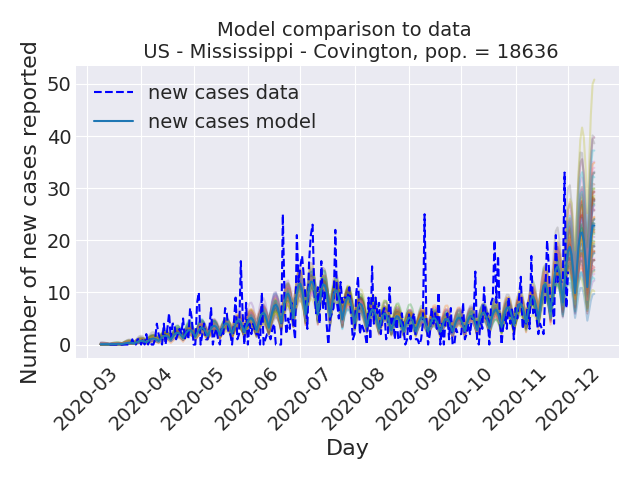 Model comparison to data
US - Mississippi - Covington, pop. = 18636
Number of new cases reported
50
40
30
20
10
0
new cases data
new cases model
2020-03
2020-04
2020-05
2020-06
2020-07
2020-08
2020-09
2020-10
2020-11
2020-12
Day